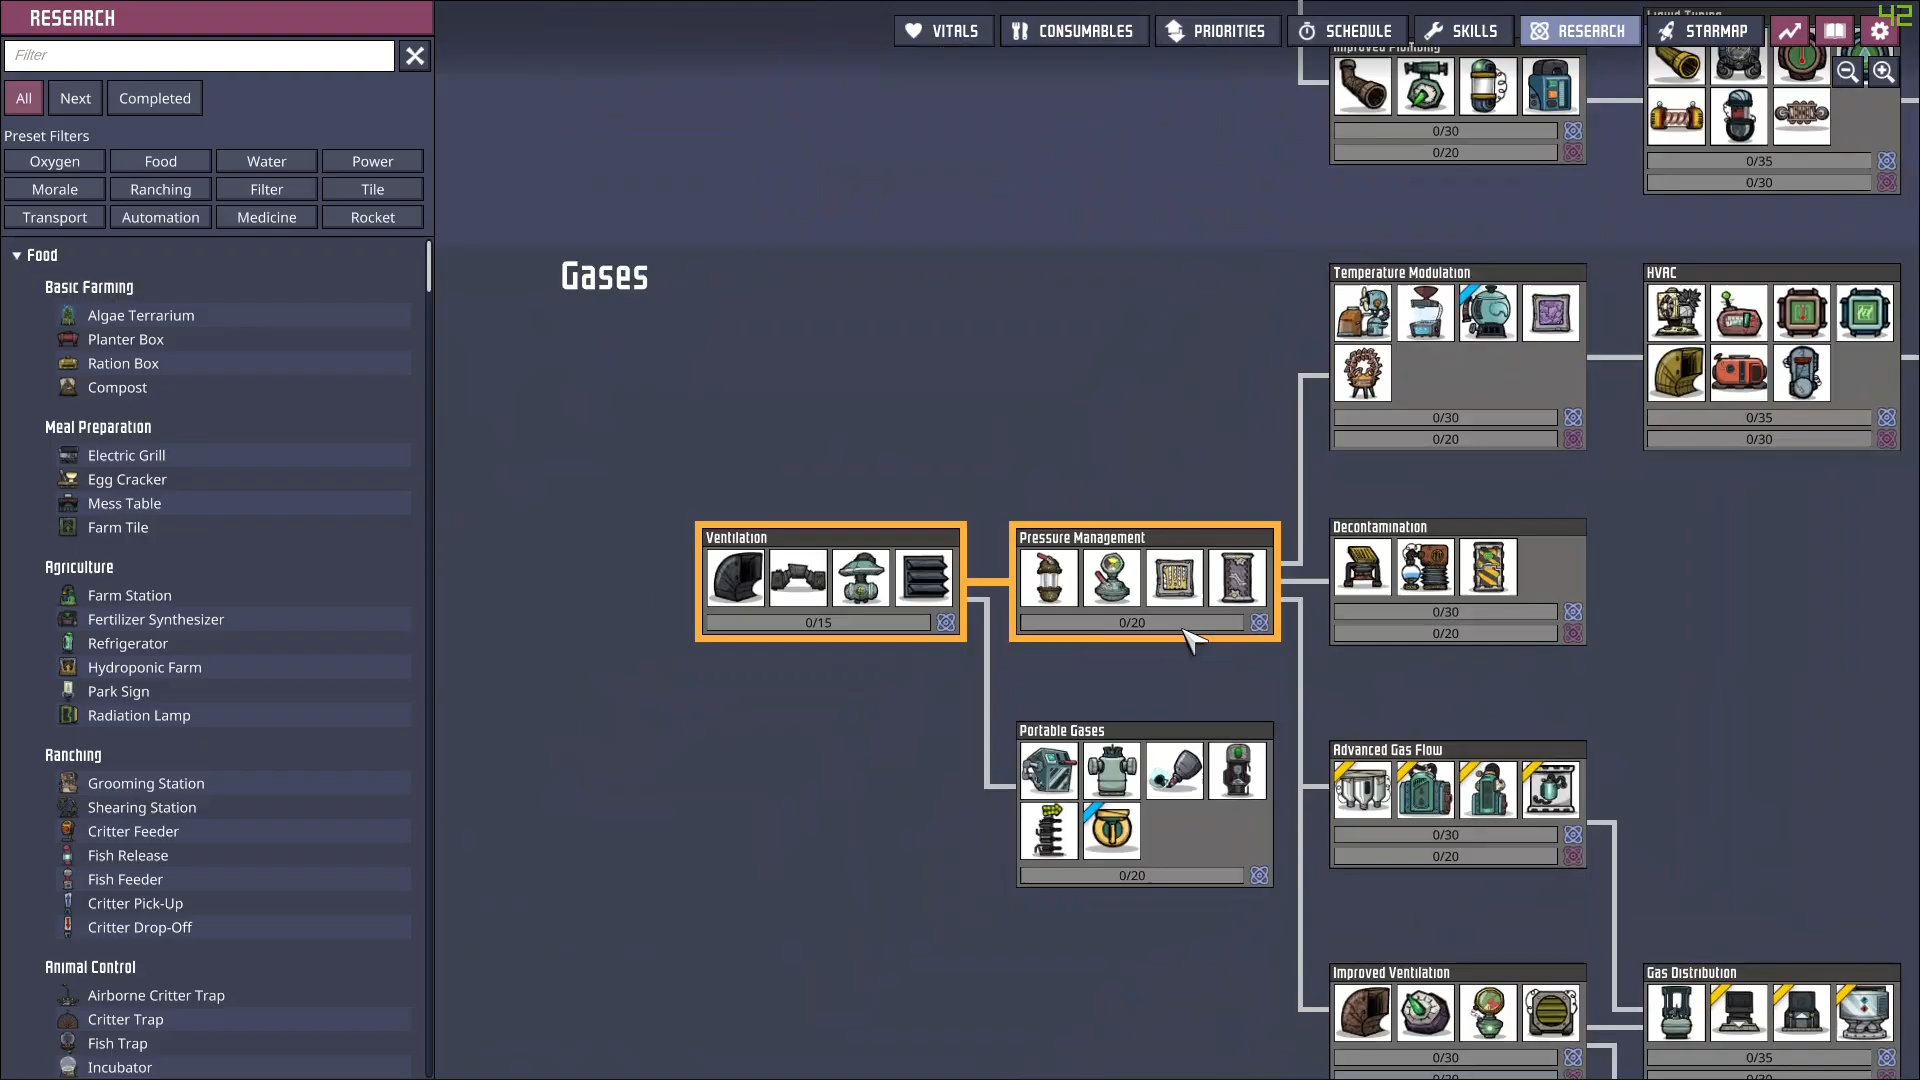 RESEARCH
Filter
All
Next
Completed
Preset Filters
Oxygen
Food
Water
Power
Morale
Ranching
Filter
Tile
Transport
Automation
Medicine
Rocket
Food
Basic Farming
Algae Terrarium
Planter Box
Ration Box
Compost
Meal Preparation
Electric Grill
Egg Cracker
Mess Table
Farm Tile
Agriculture
Farm Station
Fertilizer Synthesizer
Refrigerator
Hydroponic Farm
Park Sign
Radiation Lamp
Ranching
Grooming Station
Shearing Station
Critter Feeder
Fish Release
Fish Feeder
Critter Pick-Up
Critter Drop-Off
Animal Control
Airborne Critter Trap
Critter Trap
Fish Trap
Incubator
VITALS
CONSUMABLES
PRIORITIES
SCHEDULE
SKILLS
RESEARCH
STARMAP
42
Improved Plumbing
0/30
0/20
Liquid Tuning
0/35
0/30
Gases
Temperature Modulation
0/30
0/20
HVAC
0/35
0/30
Ventilation
0/15
Pressure Management
0/20
Decontamination
0/30
0/20
Portable Gases
0/20
Advanced Gas Flow
0/30
0/20
Improved Ventilation
0/30
Gas Distribution
0/35